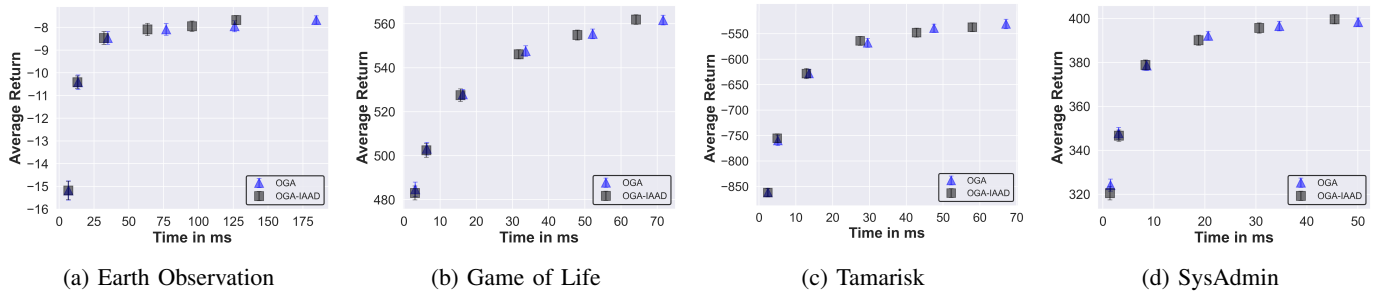 Average Return
−8
−9
−10
−11
−12
−13
−14
−15
−16
0 25 50 75 100 125 150 175
Time in ms
OGA
OGA-IAAD
(a) Earth Observation
Average Return
560
540
520
500
480
0 10 20 30 40 50 60 70
Time in ms
OGA
OGA-IAAD
(b) Game of Life
Average Return
−550
−600
−650
−700
−750
−800
−850
0 10 20 30 40 50 60 70
Time in ms
OGA
OGA-IAAD
(c) Tamarisk
Average Return
400
380
360
340
320
0 10 20 30 40 50
Time in ms
OGA
OGA-IAAD
(d) SysAdmin